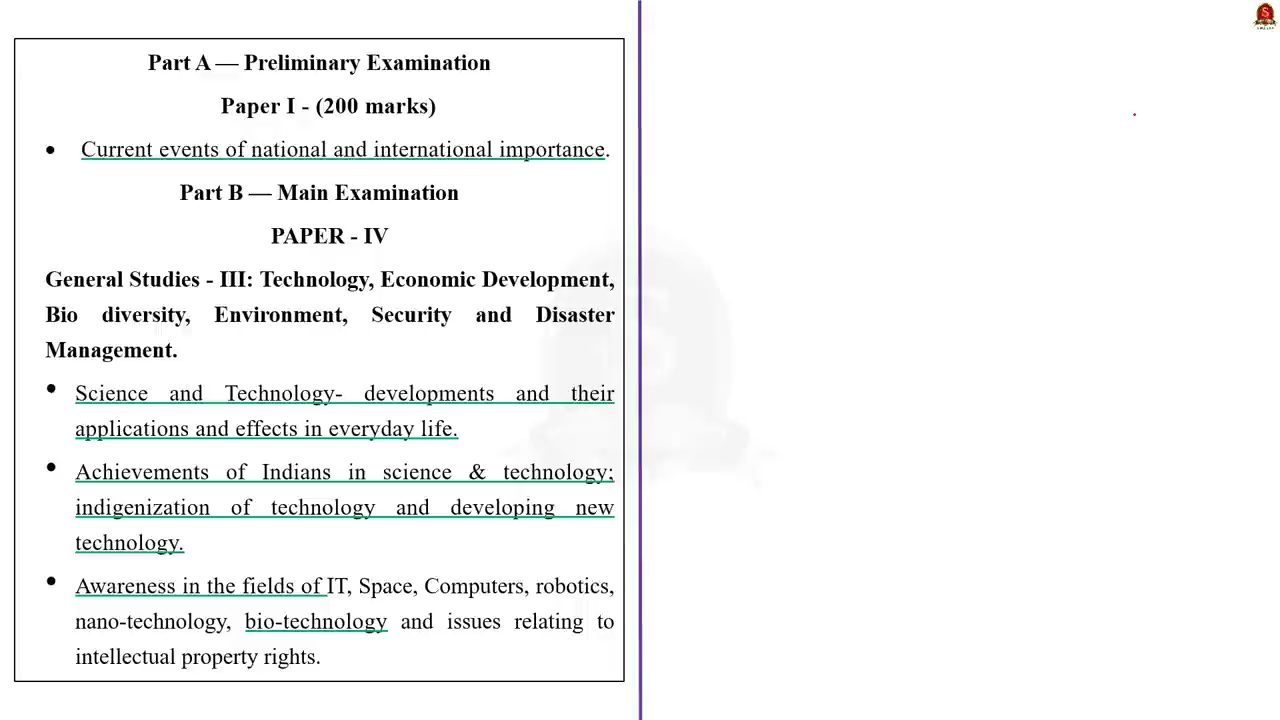 Part A — Preliminary Examination
Paper I - (200 marks)
• Current events of national and international importance.
Part B — Main Examination
PAPER - IV
General Studies - III: Technology, Economic Development,
Bio diversity, Environment, Security and Disaster
Management.
• Science and Technology- developments and their
applications and effects in everyday life.
• Achievements of Indians in science & technology;
indigenization of technology and developing new
technology.
• Awareness in the fields of IT, Space, Computers, robotics,
nano-technology, bio-technology and issues relating to
intellectual property rights.